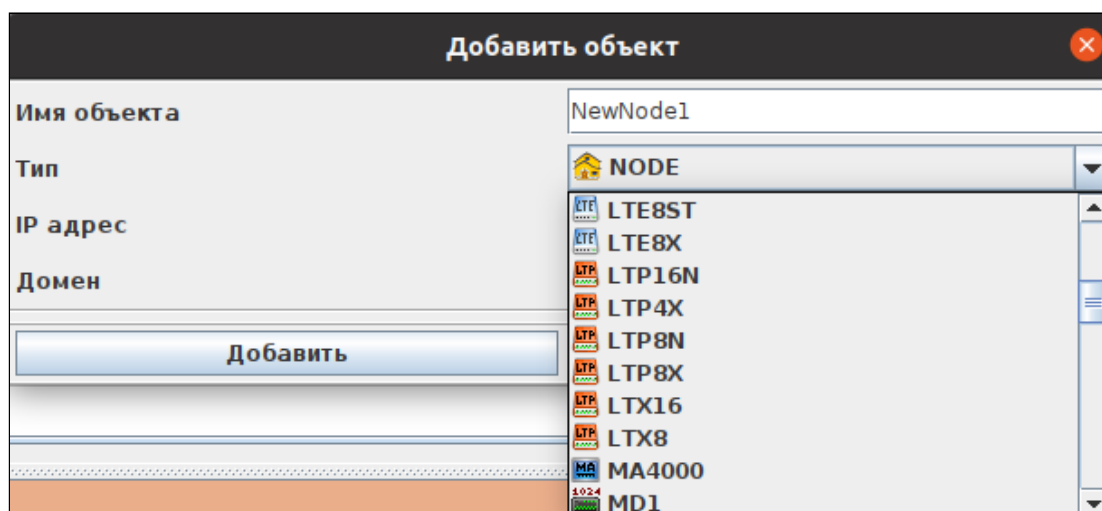 Добавить объект
Имя объекта NewNode1
Тип NODE
IP адрес
Домен
Добавить
LTE8ST
LTE8X
LTP16N
LTP4X
LTP8N
LTP8X
LTX16
LTX8
MA4000
MD1